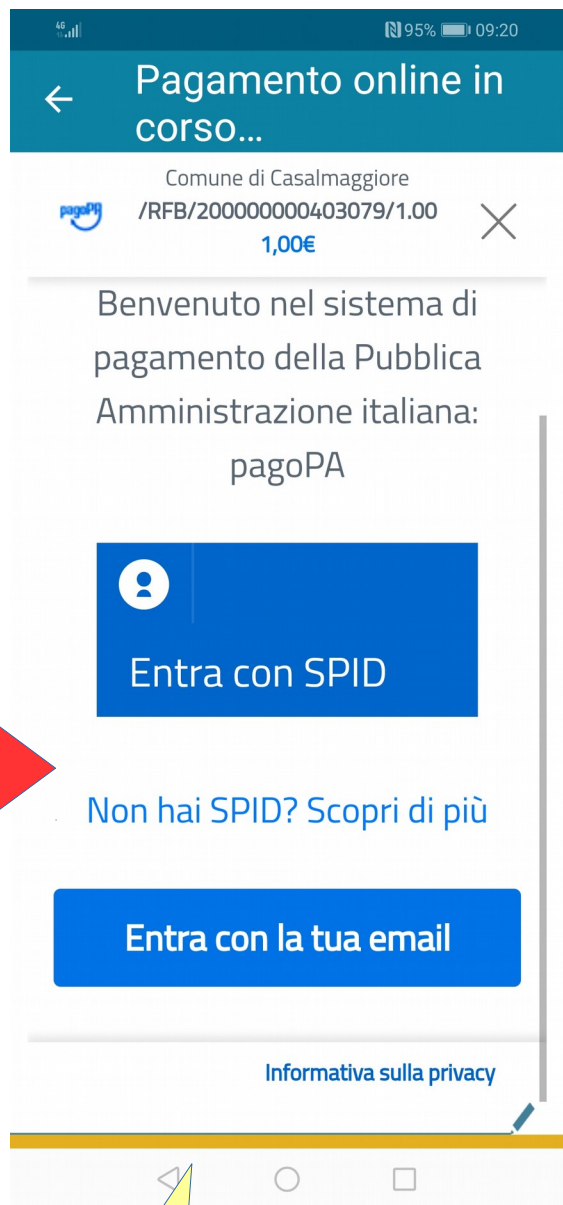 4G
95% 09:20
Pagamento online in
corso...
Comune di Casalmaggiore
pagoPA
/RFB/200000000403079/1.00
1,00€
Benvenuto nel sistema di
pagamento della Pubblica
Amministrazione italiana:
pagoPA
Entra con SPID
Non hai SPID? Scopri di più
Entra con la tua email
Informativa sulla privacy